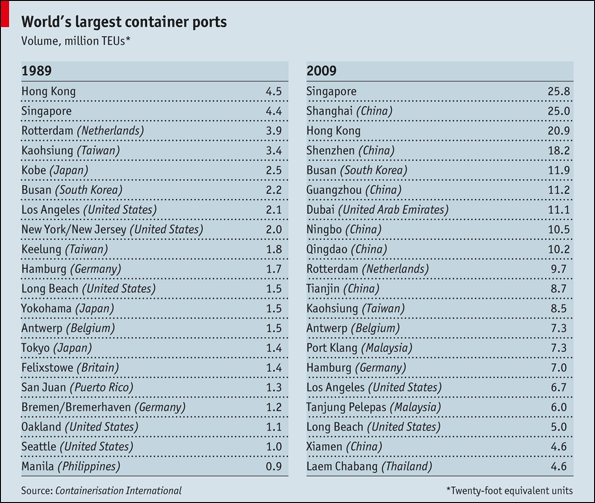 World's largest container ports
Volume, million TEUs*
1989
Hong Kong 4.5
Singapore 4.4
Rotterdam (Netherlands) 3.9
Kaohsiung (Taiwan) 3.4
Kobe (Japan) 2.5
Busan (South Korea) 2.2
Los Angeles (United States) 2.1
New York/New Jersey (United States) 2.0
Keelung (Taiwan) 1.8
Hamburg (Germany) 1.7
Long Beach (United States) 1.5
Yokohama (Japan) 1.5
Antwerp (Belgium) 1.5
Tokyo (Japan) 1.4
Felixstowe (Britain) 1.4
San Juan (Puerto Rico) 1.3
Bremen/Bremerhaven (Germany) 1.2
Oakland (United States) 1.1
Seattle (United States) 1.0
Manila (Philippines) 0.9
2009
Singapore 25.8
Shanghai (China) 25.0
Hong Kong 20.9
Shenzhen (China) 18.2
Busan (South Korea) 11.9
Guangzhou (China) 11.2
Dubai (United Arab Emirates) 11.1
Ningbo (China) 10.5
Qingdao (China) 10.2
Rotterdam (Netherlands) 9.7
Tianjin (China) 8.7
Kaohsiung (Taiwan) 8.5
Antwerp (Belgium) 7.3
Port Klang (Malaysia) 7.3
Hamburg (Germany) 7.0
Los Angeles (United States) 6.7
Tanjung Pelepas (Malaysia) 6.0
Long Beach (United States) 5.0
Xiamen (China) 4.6
Laem Chabang (Thailand) 4.6
Source: Containerisation International
*Twenty-foot equivalent units